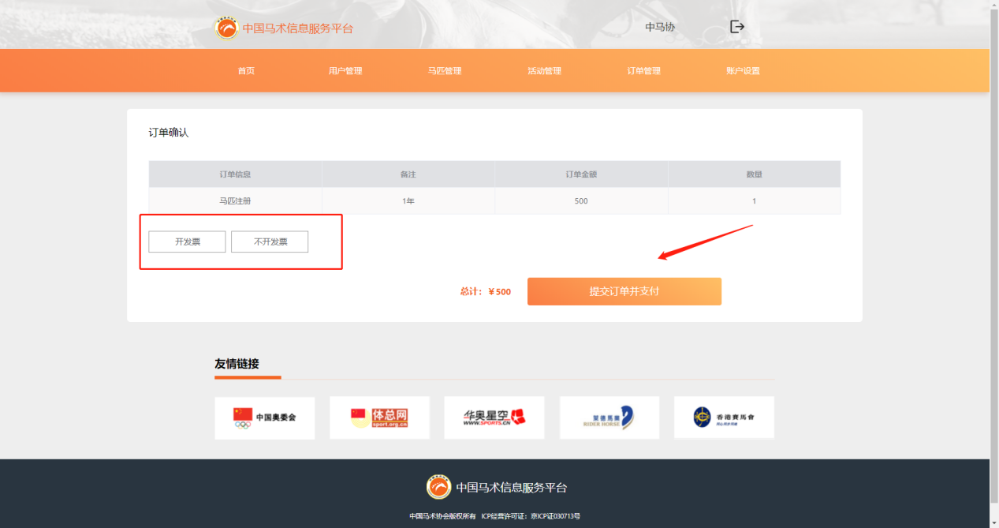 中国马术信息服务平台
中马协
首页 用户管理 马匹管理 活动管理 订单管理 账户设置
订单确认
订单信息 备注 订单金额 数量
马匹注册 1年 500 1
开发票 不开发票
总计：￥500 提交订单并支付
友情链接
中国奥委会
体总网
sport.org.cn
华奥星空
WWW.SPORTS.CN
莱德马业
RIDER HORSE
香港賽馬會
中国马术信息服务平台
中国马术协会版权所有 ICP经营许可证：京ICP证030713号